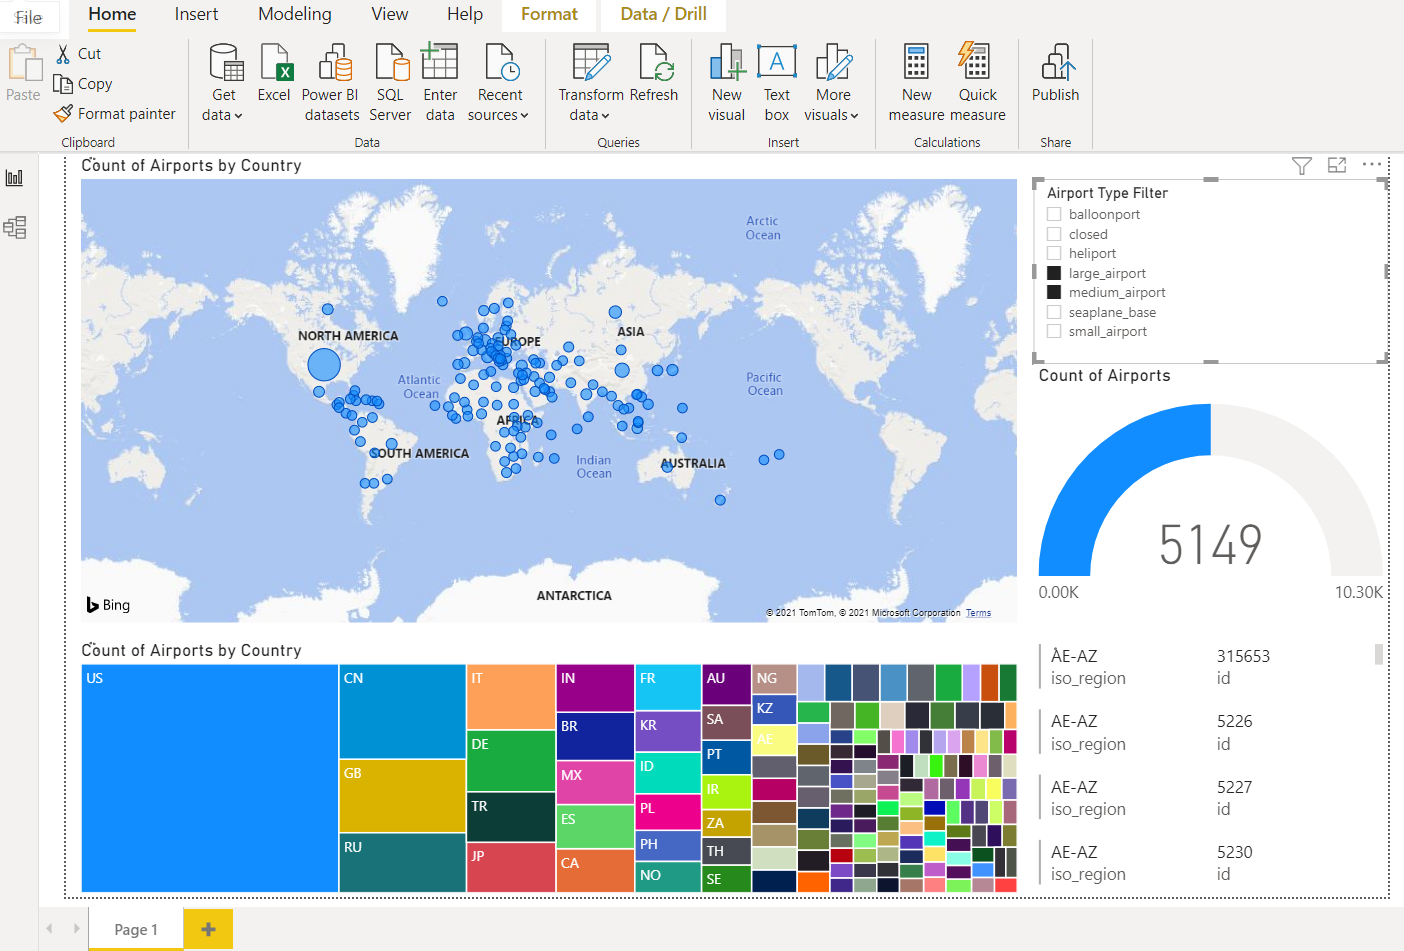 File
Home
Insert
Modeling
View
Help
Format
Data / Drill
Paste
Cut
Copy
Format painter
Clipboard
Get
data
Excel
Power BI
datasets
SQL
Server
Enter
data
Recent
sources
Data
Transform
data
Refresh
Queries
New
visual
Text
box
More
visuals
Insert
New
measure
Quick
measure
Calculations
Publish
Share
Count of Airports by Country
Arctic
Ocean
NORTH AMERICA
EUROPE
ASIA
Atlantic
Ocean
Pacific
Ocean
AFRICA
SOUTH AMERICA
Indian
Ocean
AUSTRALIA
ANTARCTICA
Bing
© 2021 TomTom, © 2021 Microsoft Corporation Terms
Airport Type Filter
balloonport
closed
heliport
large_airport
medium_airport
seaplane_base
small_airport
Count of Airports
5149
0.00K
10.30K
Count of Airports by Country
US
CN
GB
RU
IT
DE
TR
JP
IN
BR
MX
ES
CA
FR
KR
ID
PL
PH
NO
AU
SA
PT
IR
ZA
TH
SE
NG
KZ
AE
AE-AZ 315653
iso_region id
AE-AZ 5226
iso_region id
AE-AZ 5227
iso_region id
AE-AZ 5230
iso_region id
Page 1